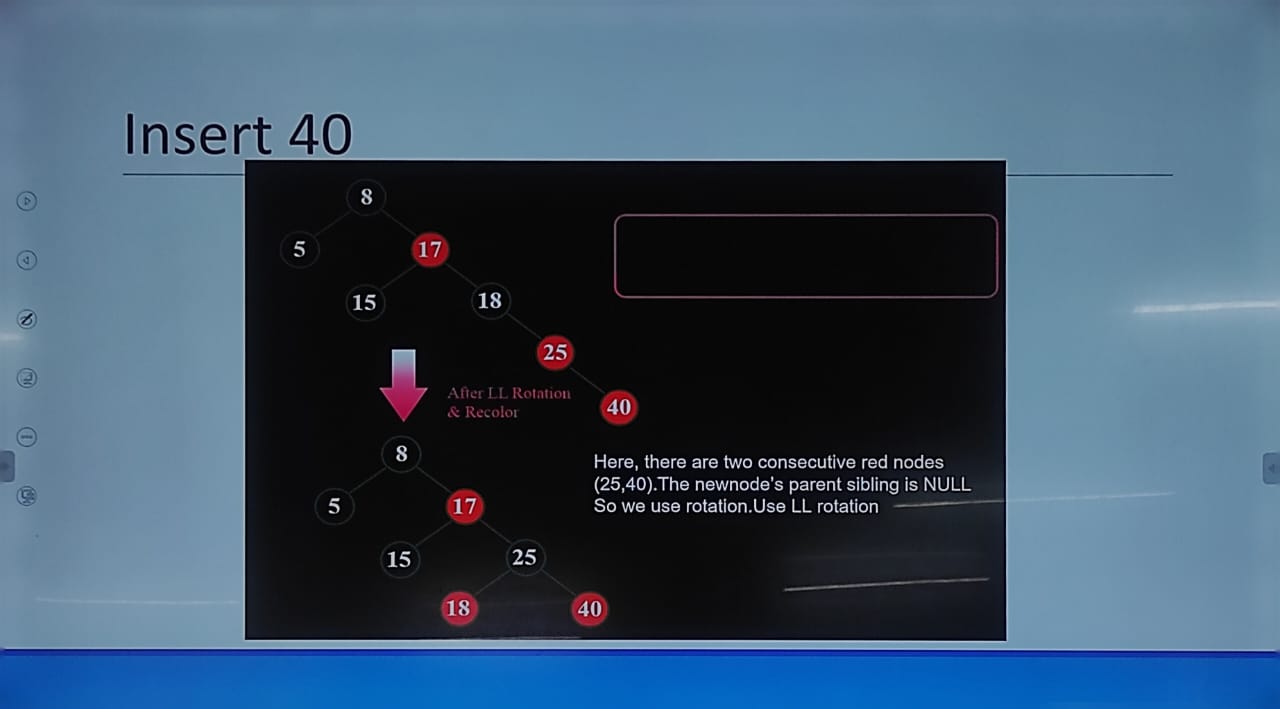 Insert 40
8
5
17
15
18
25
After LL Rotation
& Recolor
40
8
Here, there are two consecutive red nodes
(25,40).The newnode's parent sibling is NULL
So we use rotation.Use LL rotation
5
17
15
25
18
40